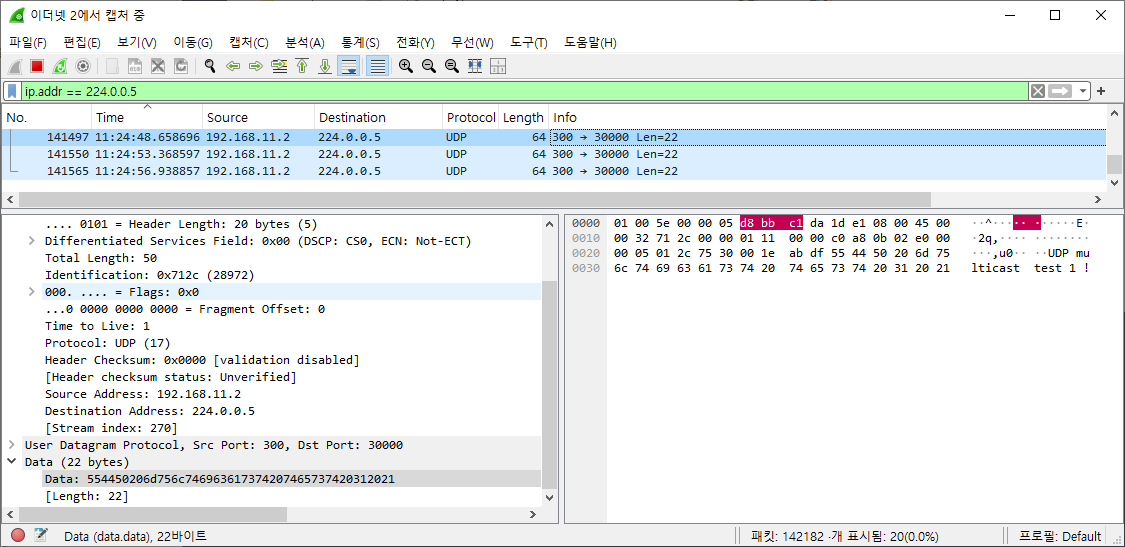 이더넷 2에서 캡처 중
파일(F) 편집(E) 보기(V) 이동(G) 캡처(C) 분석(A) 통계(S) 전화(Y) 무선(W) 도구(T) 도움말(H)
ip.addr == 224.0.0.5
No. Time Source Destination Protocol Length Info
141497 11:24:48.658696 192.168.11.2 224.0.0.5 UDP 64 300 → 30000 Len=22
141550 11:24:53.368597 192.168.11.2 224.0.0.5 UDP 64 300 → 30000 Len=22
141565 11:24:56.938857 192.168.11.2 224.0.0.5 UDP 64 300 → 30000 Len=22
.... 0101 = Header Length: 20 bytes (5)
Differentiated Services Field: 0x00 (DSCP: CS0, ECN: Not-ECT)
Total Length: 50
Identification: 0x712c (28972)
000. .... = Flags: 0x0
...0 0000 0000 0000 = Fragment Offset: 0
Time to Live: 1
Protocol: UDP (17)
Header Checksum: 0x0000 [validation disabled]
[Header checksum status: Unverified]
Source Address: 192.168.11.2
Destination Address: 224.0.0.5
[Stream index: 270]
User Datagram Protocol, Src Port: 300, Dst Port: 30000
Data (22 bytes)
Data: 554450206d756c746963617374207465737420312021
[Length: 22]
0000 01 00 5e 00 00 05 d8 bb c1 da 1d e1 08 00 45 00 ··^··· ·· ······E·
0010 00 32 71 2c 00 00 01 11 00 00 c0 a8 0b 02 e0 00 ·2q,···· ········
0020 00 05 01 2c 75 30 00 1e ab df 55 44 50 20 6d 75 ···,u0·· ··UDP mu
0030 6c 74 69 63 61 73 74 20 74 65 73 74 20 31 20 21 lticast test 1 !
Data (data.data), 22바이트 패킷: 142182 ·개 표시됨: 20(0.0%) 프로필: Default